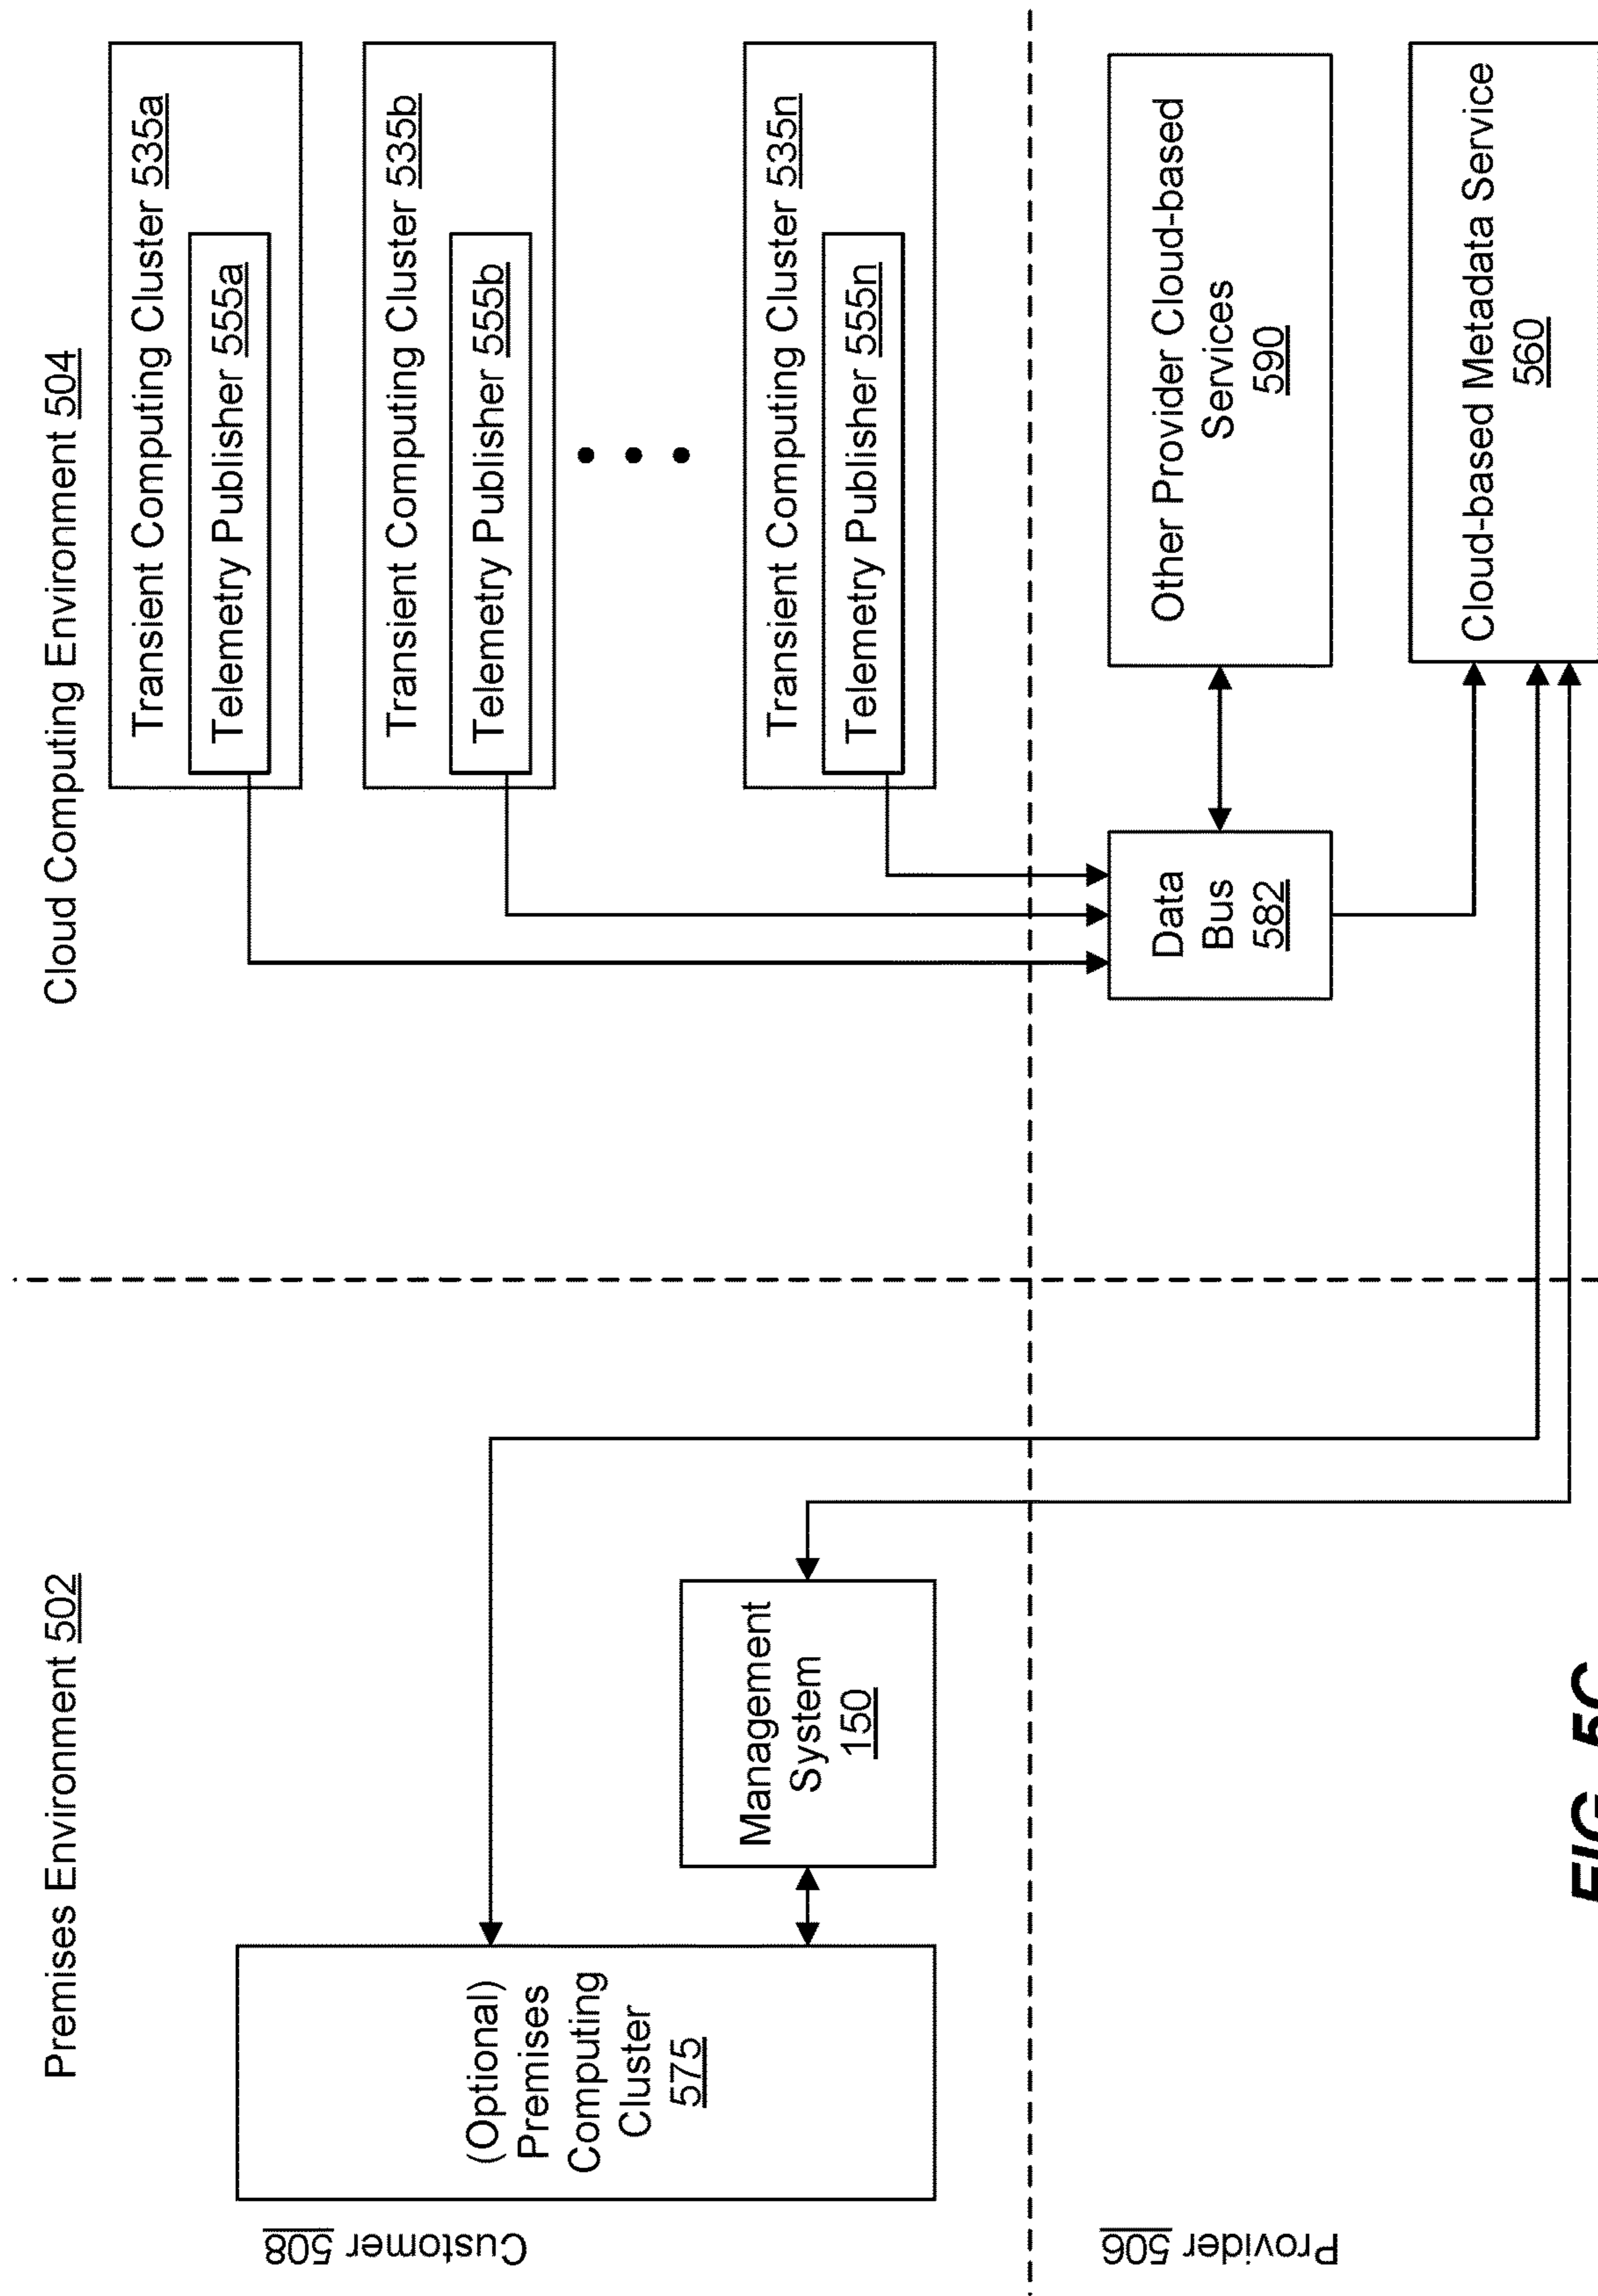 Premises Environment 502
Cloud Computing Environment 504
Customer 508
(Optional)
Premises
Computing
Cluster
575
Management
System
150
Transient Computing Cluster 535a
Telemetry Publisher 555a
Transient Computing Cluster 535b
Telemetry Publisher 555b
Transient Computing Cluster 535n
Telemetry Publisher 555n
Provider 506
Data
Bus
582
Other Provider Cloud-based
Services
590
Cloud-based Metadata Service
560
FIG. 5C